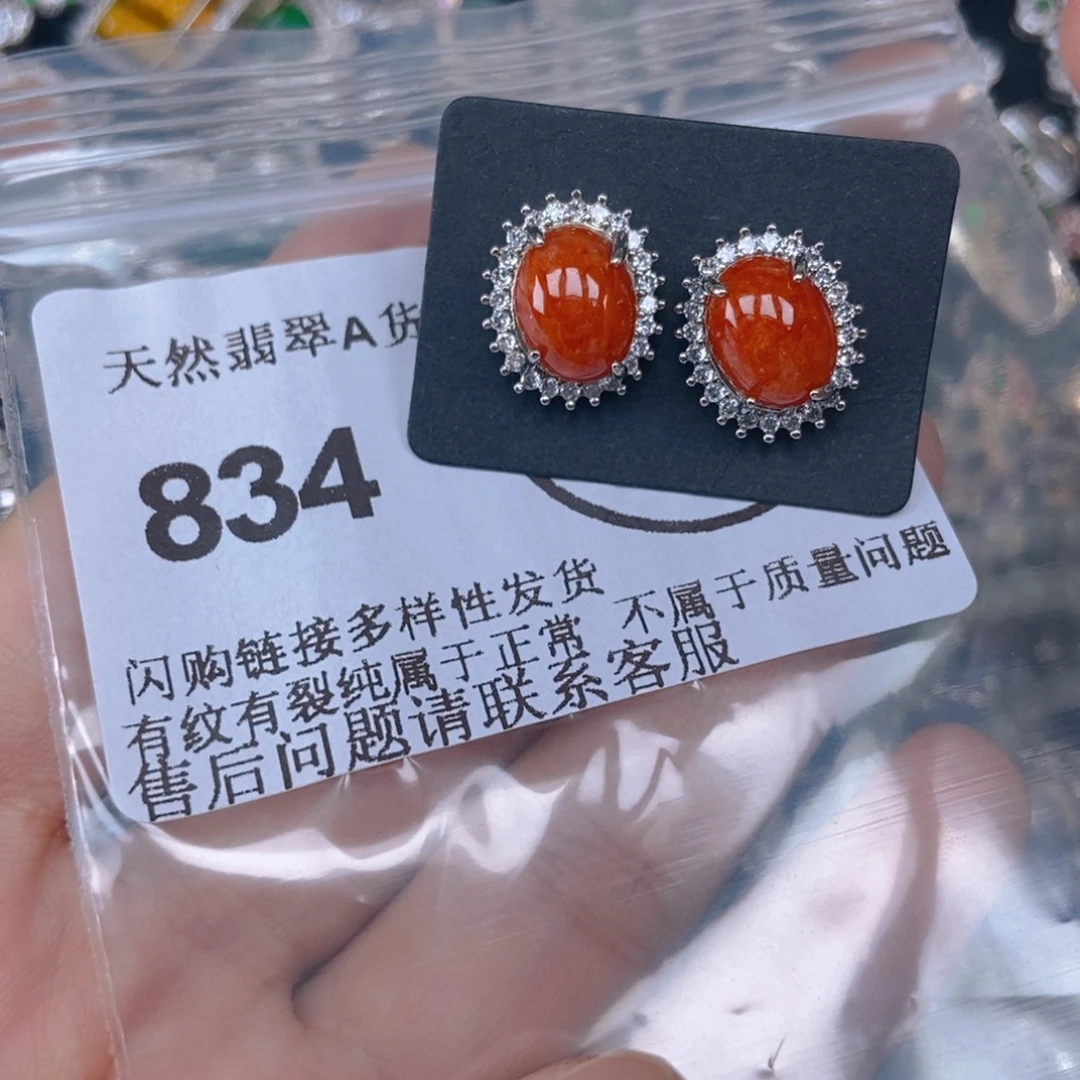 天然翡翠A货
834
闪购链接多样性发货
有纹有裂纯属于正常 不属于质量问题
售后问题请联系客服